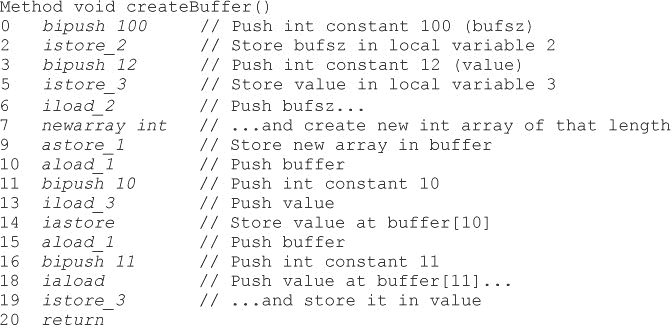 Method void createBuffer()
0 bipush 100 // Push int constant 100 (bufsz)
2 istore_2 // Store bufsz in local variable 2
3 bipush 12 // Push int constant 12 (value)
5 istore_3 // Store value in local variable 3
6 iload_2 // Push bufsz...
7 newarray int // ...and create new int array of that length
9 astore_1 // Store new array in buffer
10 aload_1 // Push buffer
11 bipush 10 // Push int constant 10
13 iload_3 // Push value
14 iastore // Store value at buffer[10]
15 aload_1 // Push buffer
16 bipush 11 // Push int constant 11
18 iaload // Push value at buffer[11]...
19 istore_3 // ...and store it in value
20 return